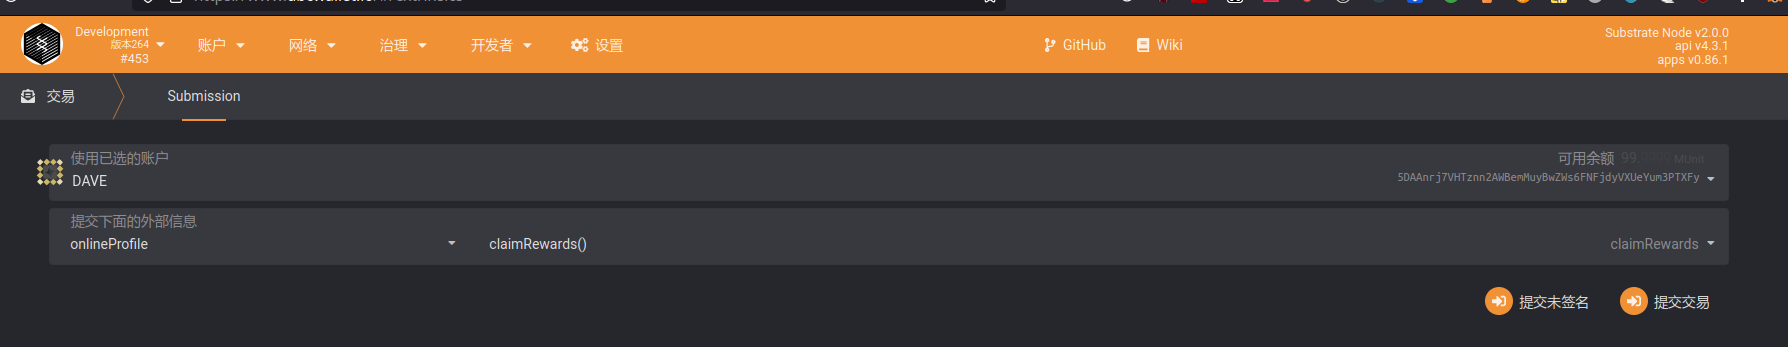 Development
版本264
#453
账户
网络
治理
开发者
设置
GitHub
Wiki
Substrate Node v2.0.0
api v4.3.1
apps v0.86.1
交易
Submission
使用已选的账户
可用余额 99.9999 MUnit
DAVE
5DAAnrj7VHTznn2AWBemMuyBwZWs6FNFjdyVXUeYum3PTXFy
提交下面的外部信息
onlineProfile
claimRewards()
claimRewards
提交未签名
提交交易